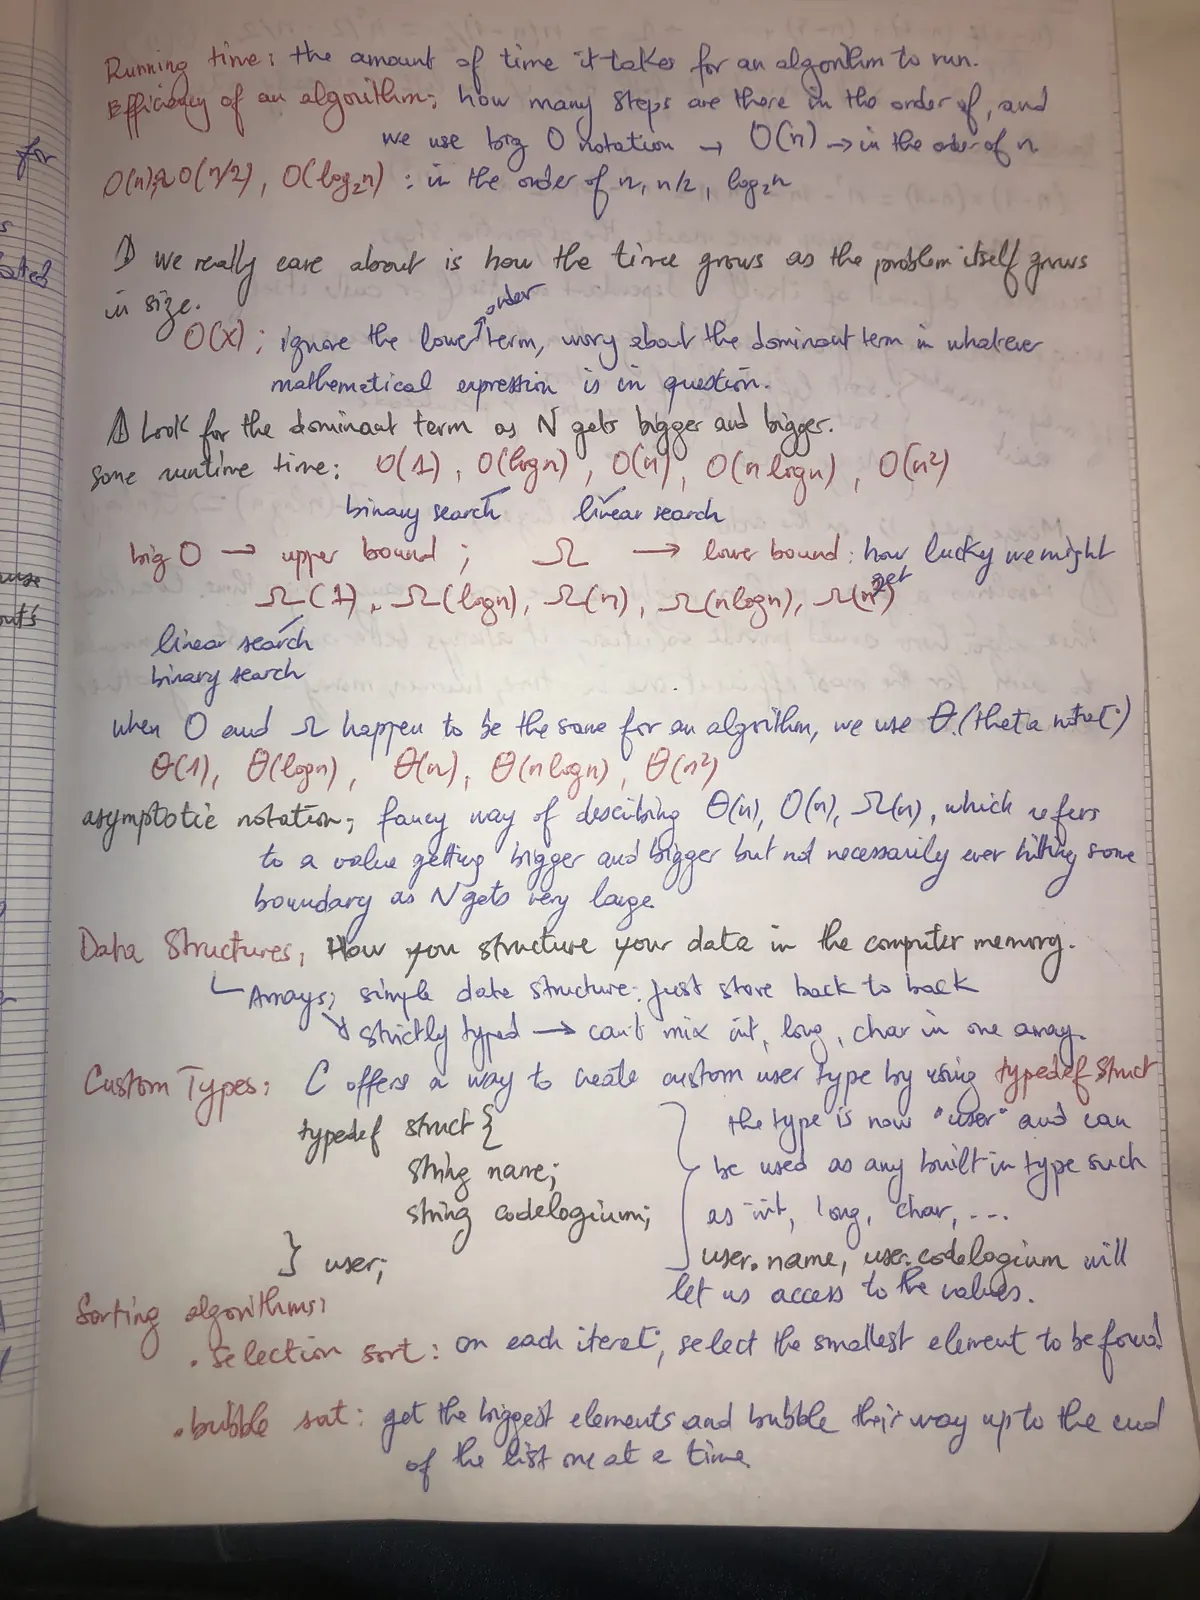 Running time: the amount of time it takes for an algorithm to run.
Efficiency of an algorithm: how many steps are there in the order of, and
we use big O notation → O(n) → in the order of n
O(n), O(n/2), O(log₂n) : in the order of n, n/2, log₂n
for
we really care about is how the time grows as the problem itself grows
in size.
order
O(x): ignore the lower term, worry about the dominant term in whatever
mathematical expression is in question.
Look for the dominant term as N gets bigger and bigger.
Some runtime time: O(1), O(log n), O(n), O(n log n), O(n²)
binary search linear search
big O → upper bound ; Ω → lower bound: how lucky we might
get
Ω(1), Ω(log n), Ω(n), Ω(n log n), Ω(n²)
linear search
binary search
when O and Ω happen to be the same for an algorithm, we use Θ.(theta notat°)
Θ(1), Θ(log n), Θ(n), Θ(n log n), Θ(n²)
asymptotic notation: fancy way of describing Θ(n), O(n), Ω(n), which refers
to a value getting bigger and bigger but not necessarily ever hitting some
boundary as N gets very large.
Data Structures: How you structure your data in the computer memory.
Arrays: simple data structure. Just store back to back
strictly typed → can't mix int, long, char in one array.
Custom Types: C offers a way to create custom user type by using typedef struct
typedef struct {
string name;
string codelogium;
} user;
the type is now "user" and can
be used as any built in type such
as int, long, char, ...
user.name, user.codelogium will
let us access to the values.
Sorting algorithms:
. selection sort: on each iterat°, select the smallest element to be found
. bubble sort: get the biggest elements and bubble their way up to the end
of the list one at a time.